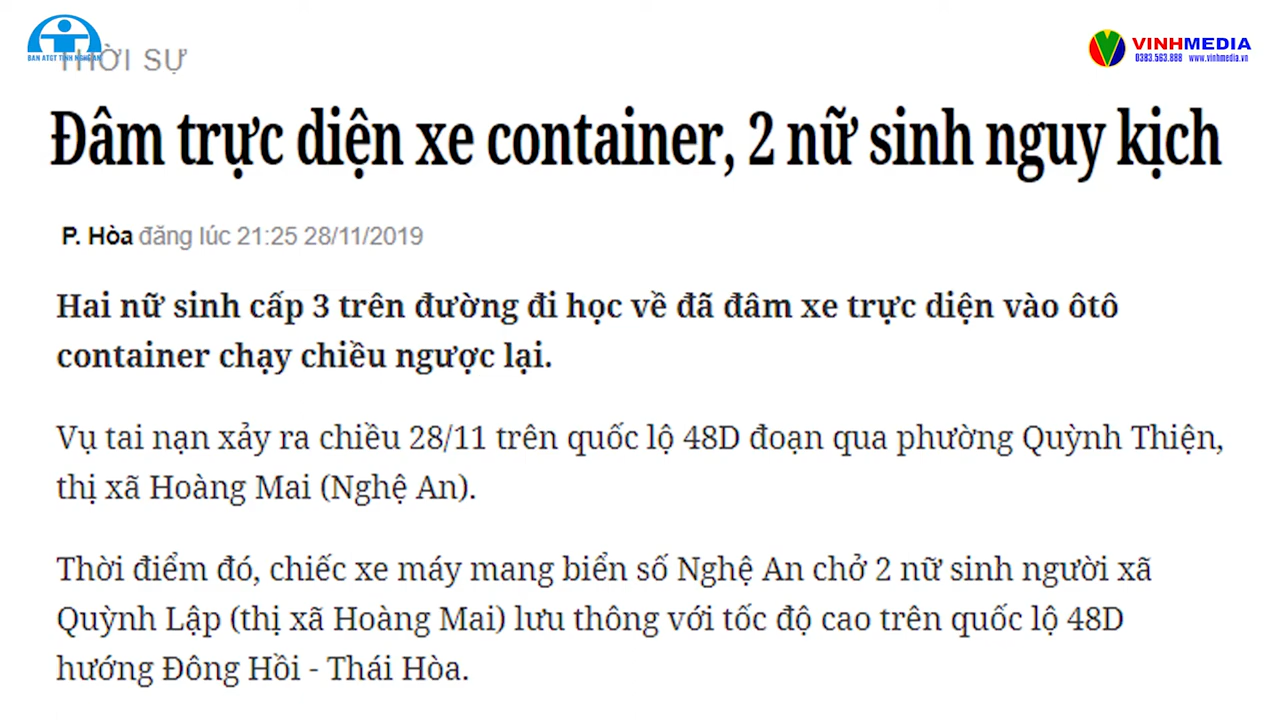 BAN ATGT TỈNH NGHỆ AN
THỜI SỰ
VINHMEDIA
0383.563.888 www.vinhmedia.vn
Đâm trực diện xe container, 2 nữ sinh nguy kịch
P. Hòa đăng lúc 21:25 28/11/2019
Hai nữ sinh cấp 3 trên đường đi học về đã đâm xe trực diện vào ôtô
container chạy chiều ngược lại.
Vụ tai nạn xảy ra chiều 28/11 trên quốc lộ 48D đoạn qua phường Quỳnh Thiện,
thị xã Hoàng Mai (Nghệ An).
Thời điểm đó, chiếc xe máy mang biển số Nghệ An chở 2 nữ sinh người xã
Quỳnh Lập (thị xã Hoàng Mai) lưu thông với tốc độ cao trên quốc lộ 48D
hướng Đông Hồi - Thái Hòa.